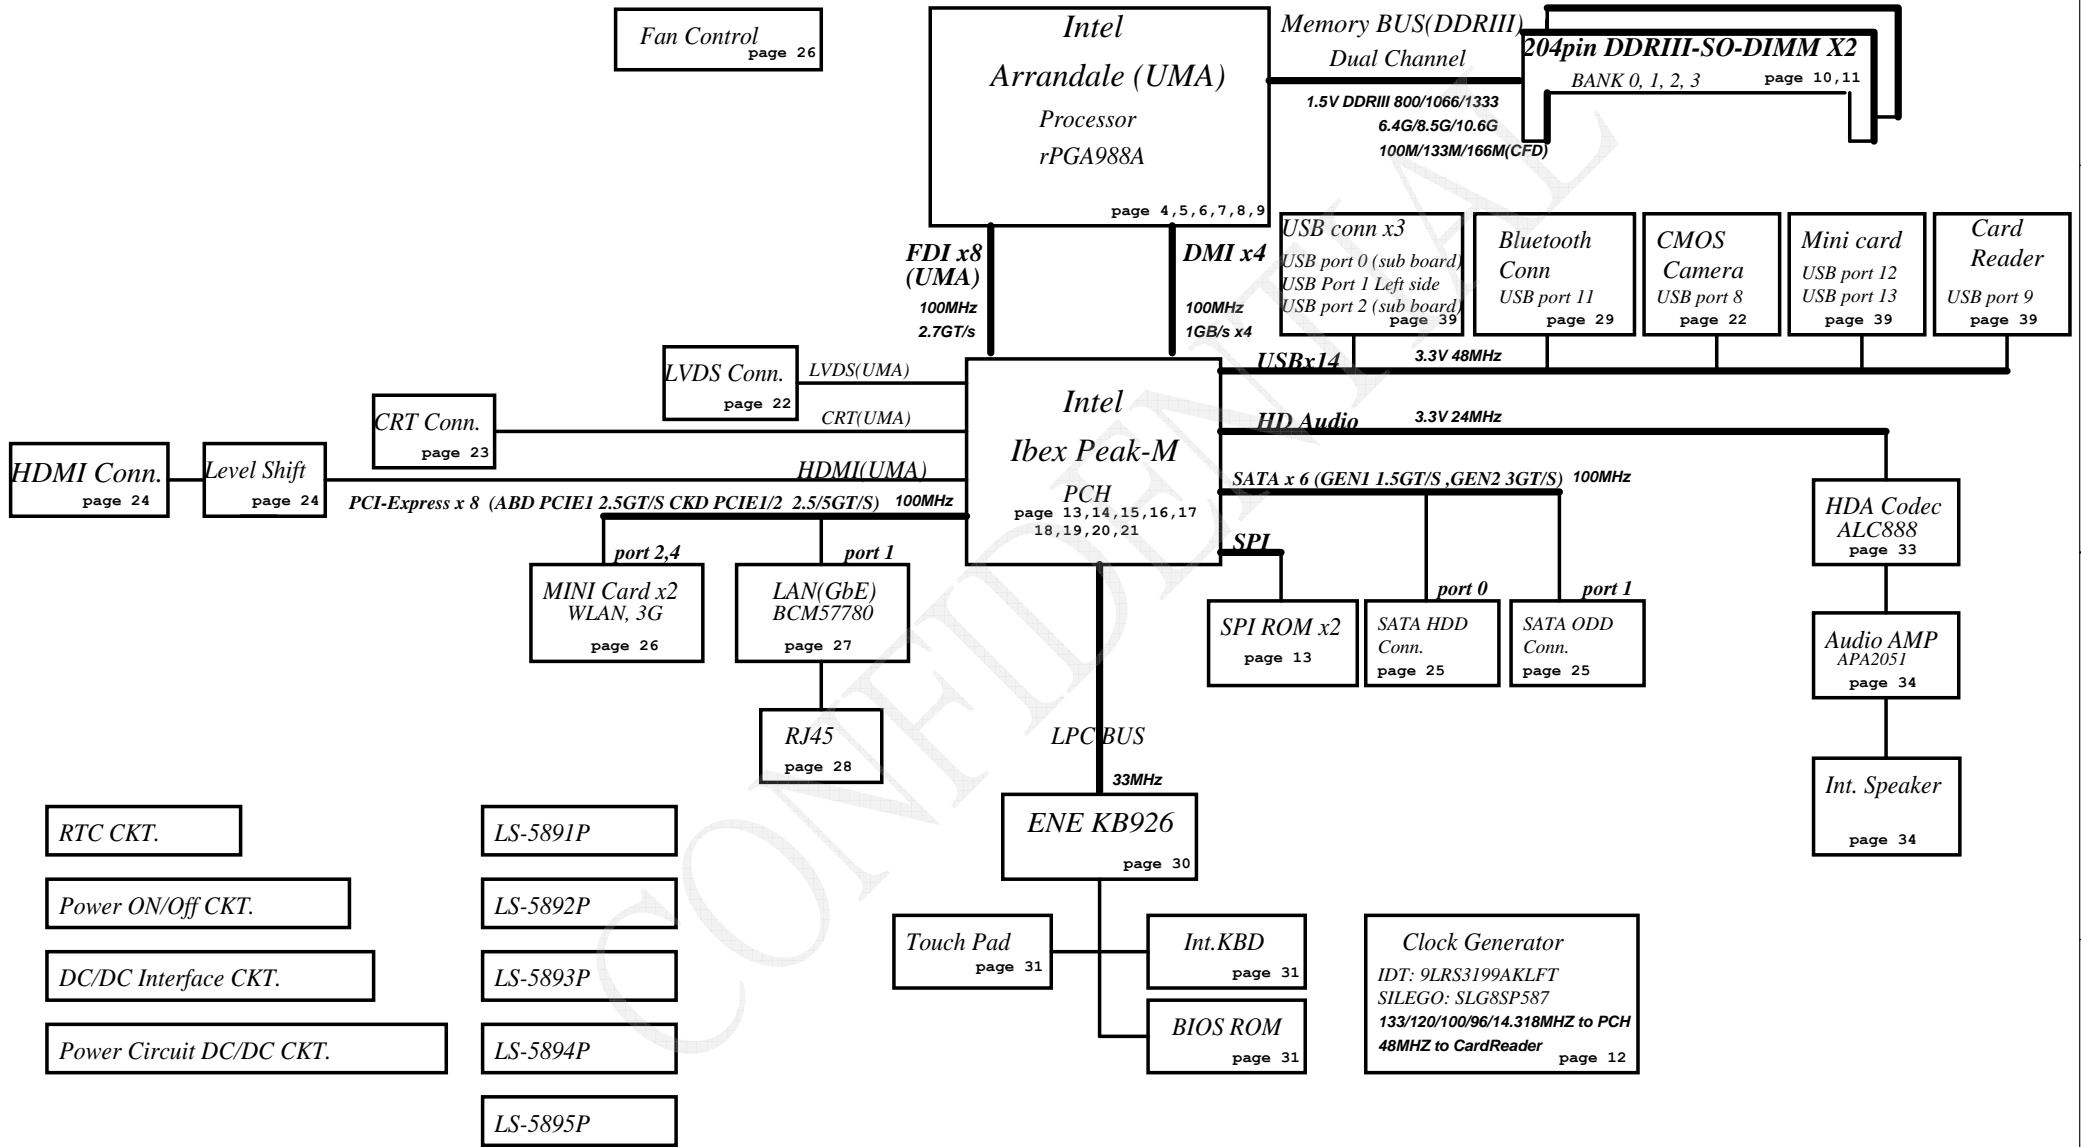 Fan Control
page 26
Intel
Arrandale (UMA)
Processor
rPGA988A
page 4,5,6,7,8,9
Memory BUS(DDRIII)
Dual Channel
1.5V DDRIII 800/1066/1333
6.4G/8.5G/10.6G
100M/133M/166M(CFD)
204pin DDRIII-SO-DIMM X2
BANK 0, 1, 2, 3
page 10,11
FDI x8
(UMA)
100MHz
2.7GT/s
DMI x4
100MHz
1GB/s x4
USB conn x3
USB port 0 (sub board)
USB Port 1 Left side
USB port 2 (sub board)
page 39
Bluetooth
Conn
USB port 11
page 29
CMOS
Camera
USB port 8
page 22
Mini card
USB port 12
USB port 13
page 39
Card
Reader
USB port 9
page 39
USBx14
3.3V 48MHz
LVDS Conn.
page 22
LVDS(UMA)
CRT Conn.
page 23
CRT(UMA)
HDMI Conn.
page 24
Level Shift
page 24
HDMI(UMA)
Intel
Ibex Peak-M
PCH
page 13,14,15,16,17
18,19,20,21
HD Audio
3.3V 24MHz
SATA x 6 (GEN1 1.5GT/S ,GEN2 3GT/S)
100MHz
PCI-Express x 8 (ABD PCIE1 2.5GT/S CKD PCIE1/2 2.5/5GT/S)
100MHz
SPI
HDA Codec
ALC888
page 33
port 2,4
MINI Card x2
WLAN, 3G
page 26
port 1
LAN(GbE)
BCM57780
page 27
SPI ROM x2
page 13
port 0
SATA HDD
Conn.
page 25
port 1
SATA ODD
Conn.
page 25
Audio AMP
APA2051
page 34
RJ45
page 28
LPC BUS
33MHz
Int. Speaker
page 34
ENE KB926
page 30
RTC CKT.
LS-5891P
Power ON/Off CKT.
LS-5892P
DC/DC Interface CKT.
LS-5893P
Power Circuit DC/DC CKT.
LS-5894P
LS-5895P
Touch Pad
page 31
Int.KBD
page 31
BIOS ROM
page 31
Clock Generator
IDT: 9LRS3199AKLFT
SILEGO: SLG8SP587
133/120/100/96/14.318MHZ to PCH
48MHZ to CardReader
page 12
CONFIDENTIAL